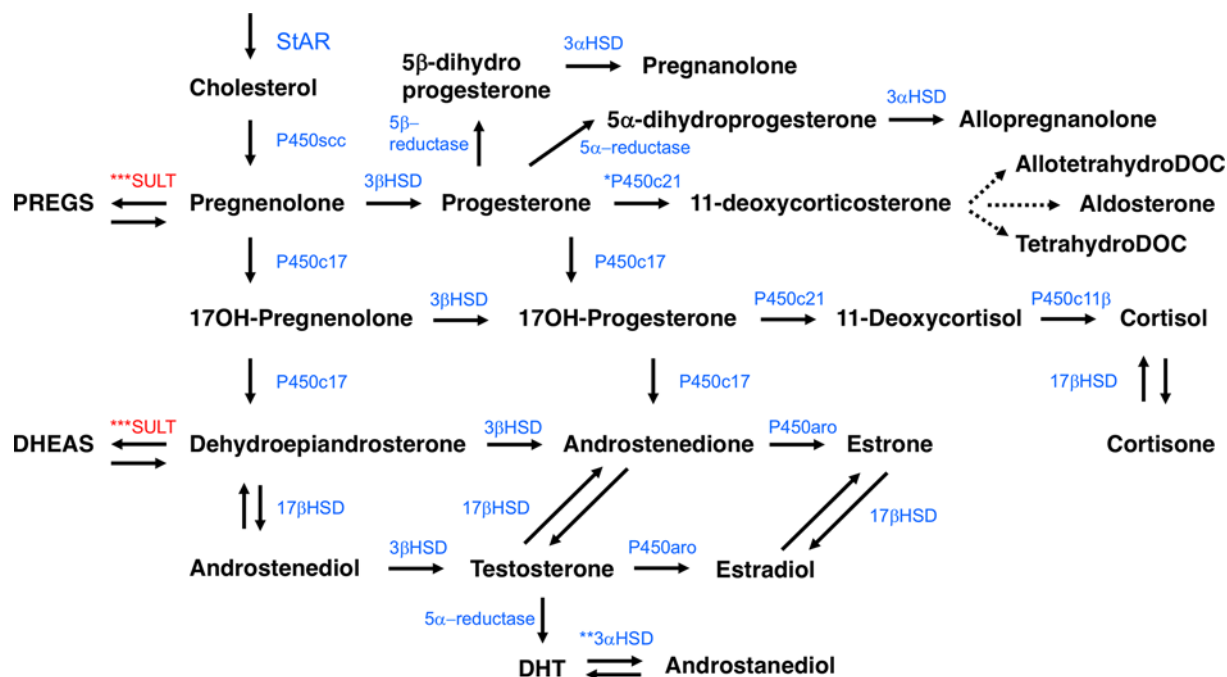 StAR
Cholesterol
5β-dihydro
progesterone
3αHSD
Pregnanolone
P450scc
5β–
reductase
5α–reductase
5α-dihydroprogesterone
3αHSD
Allopregnanolone
PREGS
***SULT
Pregnenolone
3βHSD
Progesterone
*P450c21
11-deoxycorticosterone
AllotetrahydroDOC
Aldosterone
TetrahydroDOC
P450c17
P450c17
17OH-Pregnenolone
3βHSD
17OH-Progesterone
P450c21
11-Deoxycortisol
P450c11β
Cortisol
P450c17
P450c17
17βHSD
DHEAS
***SULT
Dehydroepiandrosterone
3βHSD
Androstenedione
P450aro
Estrone
Cortisone
17βHSD
17βHSD
17βHSD
Androstenediol
3βHSD
Testosterone
P450aro
Estradiol
5α–reductase
DHT
**3αHSD
Androstanediol